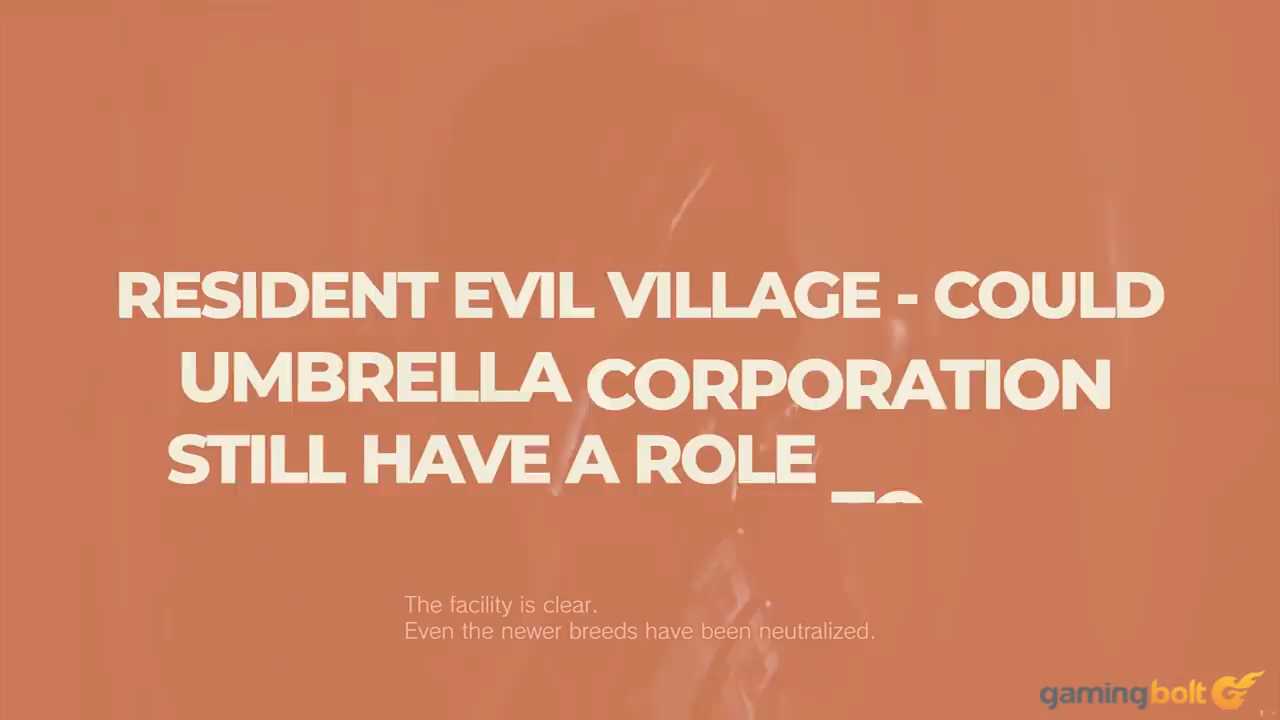 RESIDENT EVIL VILLAGE - COULD
UMBRELLA CORPORATION
STILL HAVE A ROLE
The facility is clear.
Even the newer breeds have been neutralized.
gamingbolt